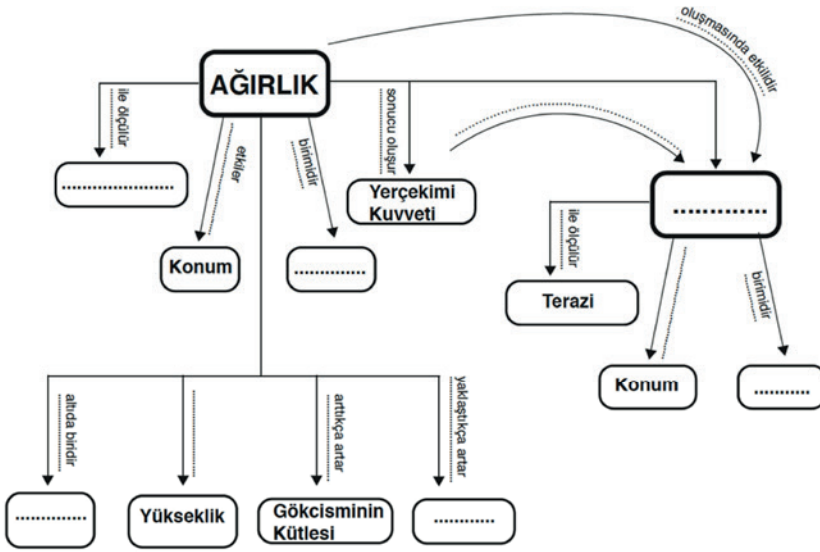 oluşmasında etkilidir
AĞIRLIK
ile ölçülür
etkiler
birimidir
sonucu oluşur
.......................
Yerçekimi
Kuvveti
..............
Konum
...............
ile ölçülür
birimidir
Terazi
Konum
...........
altıda biridir
arttıkça artar
yaklaştıkça artar
...............
Yükseklik
Gökcisminin
Kütlesi
............